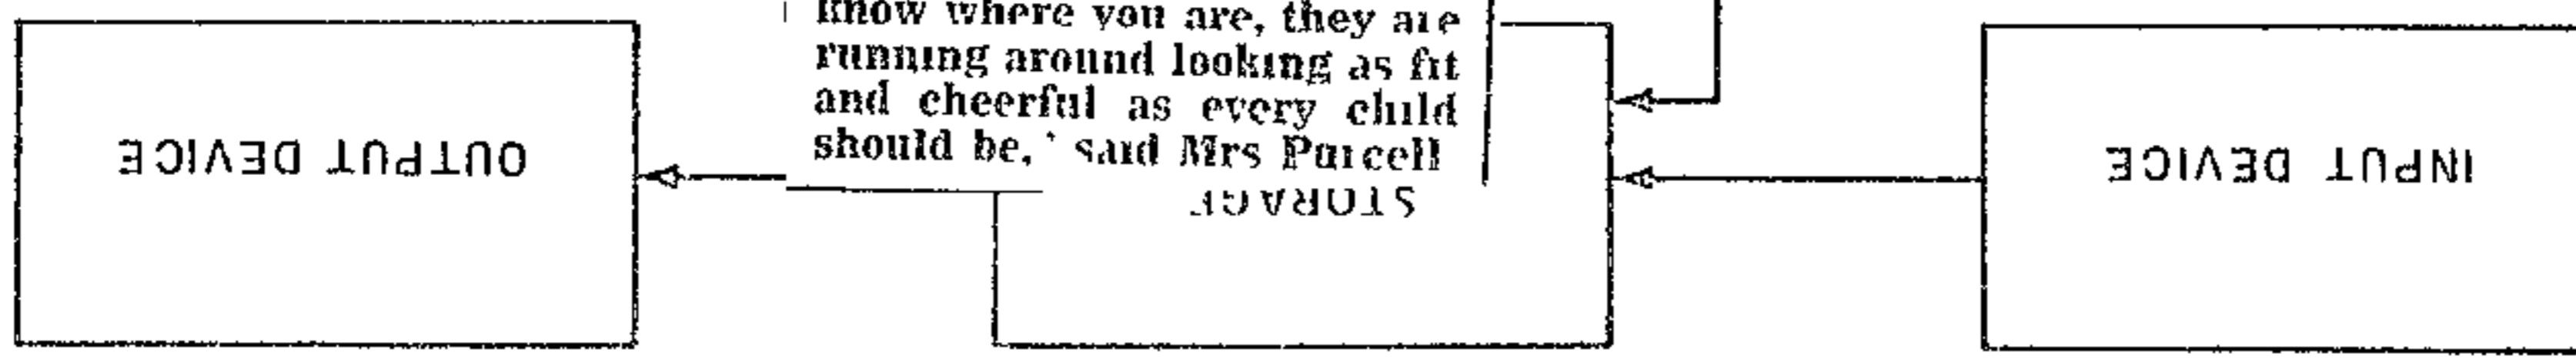 know where you are, they are
running around looking as fit
and cheerful as every child
should be,' said Mrs Purcell
OUTPUT DEVICE
STORAGE
INPUT DEVICE